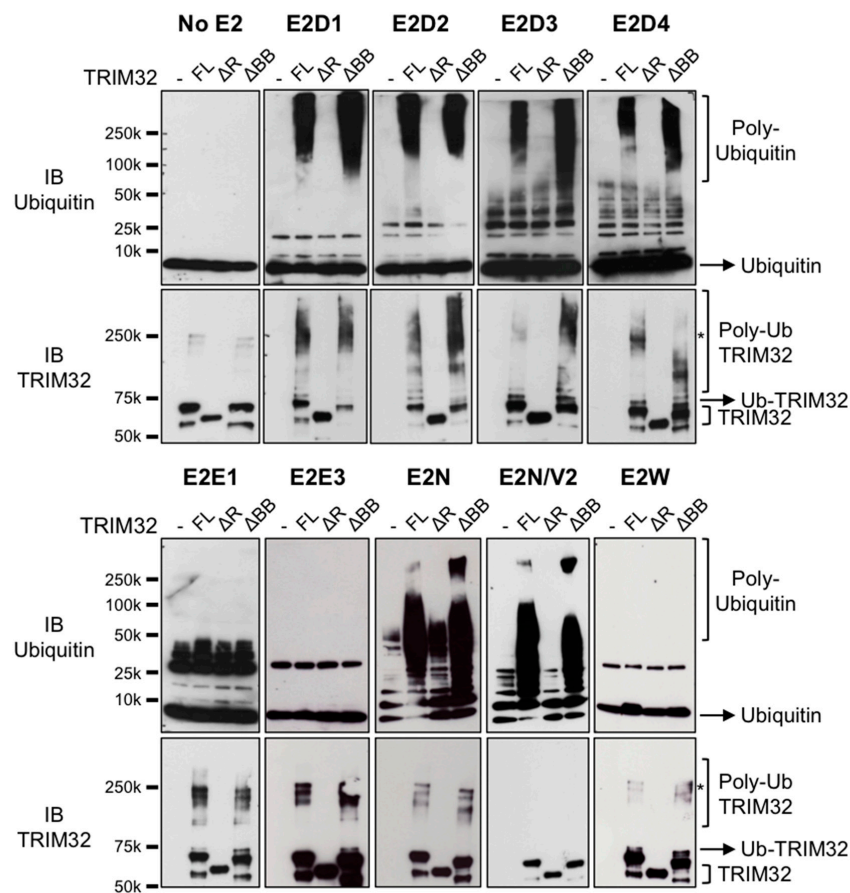 No E2 E2D1 E2D2 E2D3 E2D4
TRIM32 - FL ΔR ΔBB - FL ΔR ΔBB - FL ΔR ΔBB - FL ΔR ΔBB - FL ΔR ΔBB
IB
Ubiquitin
250k
100k
50k
25k
10k
Poly-
Ubiquitin
Ubiquitin
IB
TRIM32
250k
75k
50k
*
Poly-Ub
TRIM32
Ub-TRIM32
TRIM32
E2E1 E2E3 E2N E2N/V2 E2W
TRIM32 - FL ΔR ΔBB - FL ΔR ΔBB - FL ΔR ΔBB - FL ΔR ΔBB - FL ΔR ΔBB
IB
Ubiquitin
250k
100k
50k
25k
10k
Poly-
Ubiquitin
Ubiquitin
IB
TRIM32
250k
75k
50k
*
Poly-Ub
TRIM32
Ub-TRIM32
TRIM32